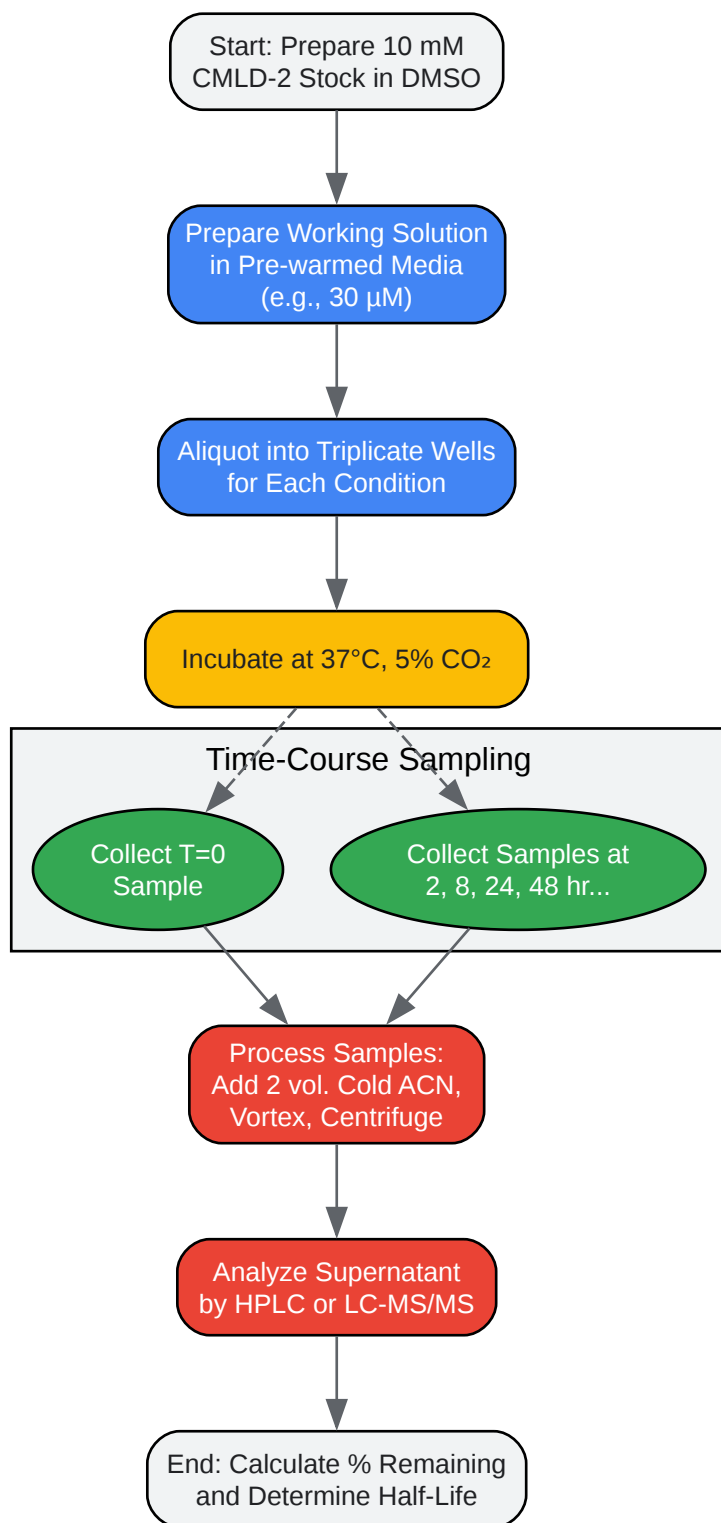 Start: Prepare 10 mM
CMLD-2 Stock in DMSO
Prepare Working Solution
in Pre-warmed Media
(e.g., 30 µM)
Aliquot into Triplicate Wells
for Each Condition
Incubate at 37°C, 5% CO₂
Time-Course Sampling
Collect T=0
Sample
Collect Samples at
2, 8, 24, 48 hr...
Process Samples:
Add 2 vol. Cold ACN,
Vortex, Centrifuge
Analyze Supernatant
by HPLC or LC-MS/MS
End: Calculate % Remaining
and Determine Half-Life